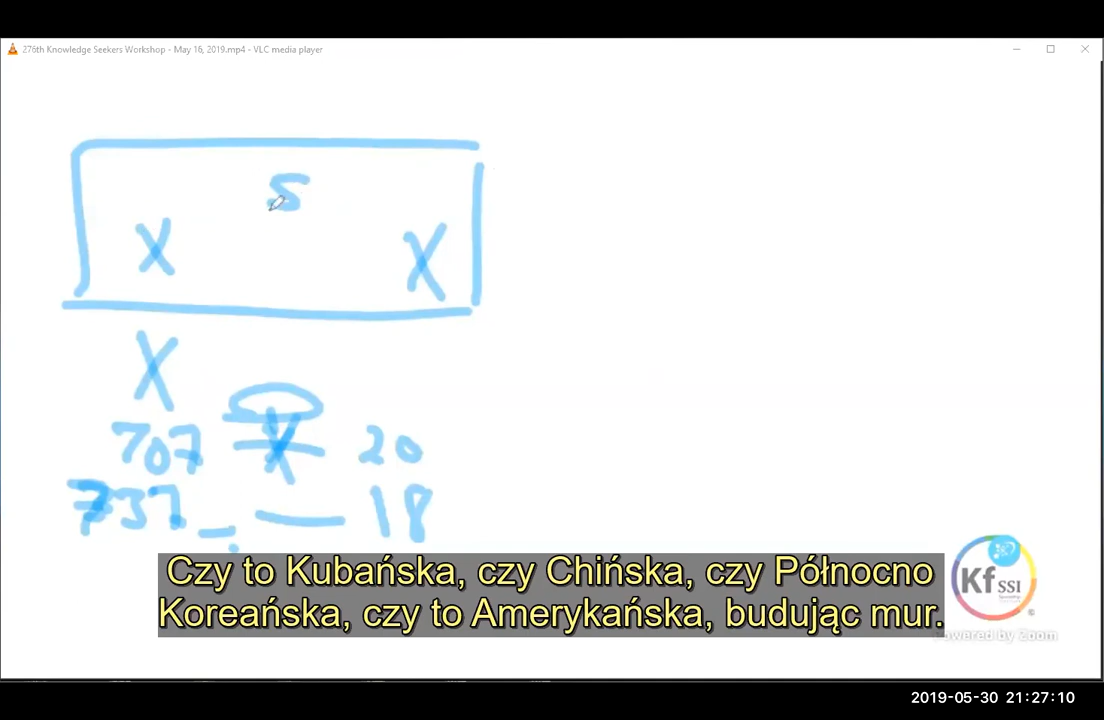 276th Knowledge Seekers Workshop - May 16, 2019.mp4 - VLC media player
S
X X
X
707 X 20
737 18
Czy to Kubańska, czy Chińska, czy Północno
Koreańska, czy to Amerykańska, budując mur.
Kf SSI
Powered by Zoom
2019-05-30 21:27:10